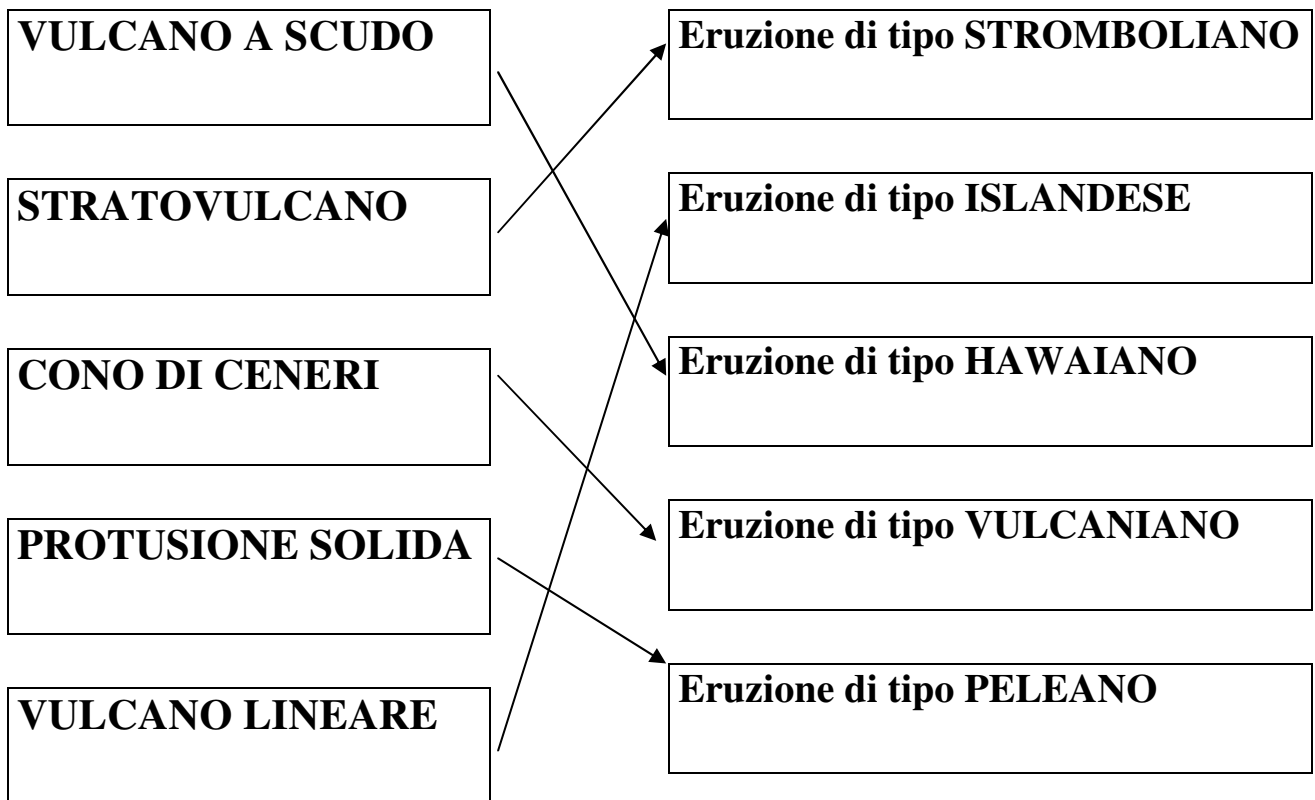 VULCANO A SCUDO
STRATOVULCANO
CONO DI CENERI
PROTUSIONE SOLIDA
VULCANO LINEARE
Eruzione di tipo STROMBOLIANO
Eruzione di tipo ISLANDESE
Eruzione di tipo HAWAIANO
Eruzione di tipo VULCANIANO
Eruzione di tipo PELEANO